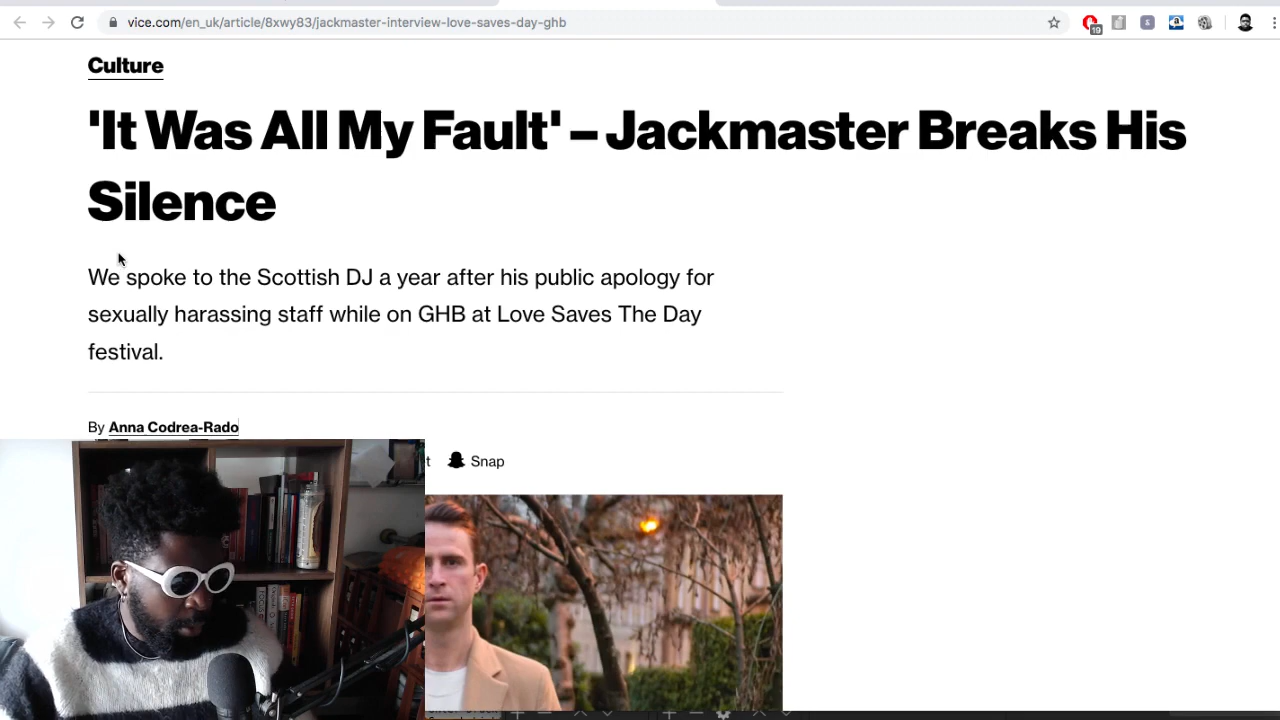 vice.com/en_uk/article/8xwy83/jackmaster-interview-love-saves-day-ghb
19
Culture
'It Was All My Fault' – Jackmaster Breaks His
Silence
We spoke to the Scottish DJ a year after his public apology for
sexually harassing staff while on GHB at Love Saves The Day
festival.
By Anna Codrea-Rado
t Snap